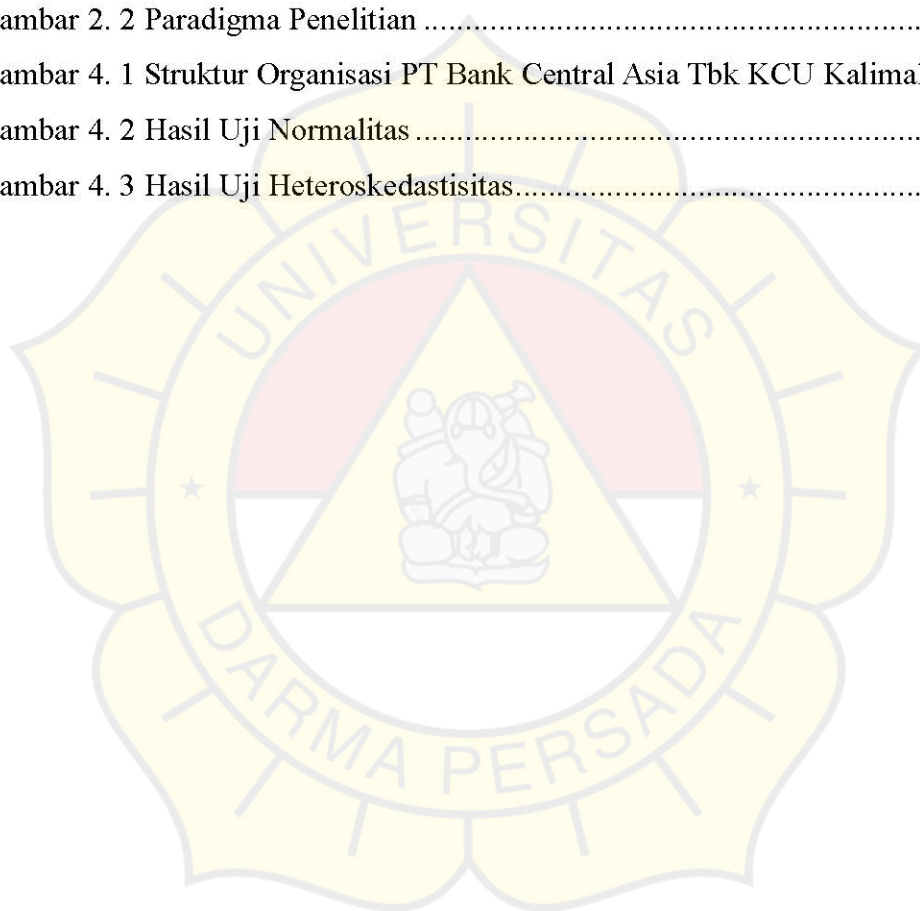 ambar 2. 2 Paradigma Penelitian ........................................................................
ambar 4. 1 Struktur Organisasi PT Bank Central Asia Tbk KCU
ambar 4. 2 Hasil Uji Normalitas ........................................................................
ambar 4. 3 Hasil Uji Heteroskedastisitas............................................................
UNIVERSITAS
DARMA PERSADA